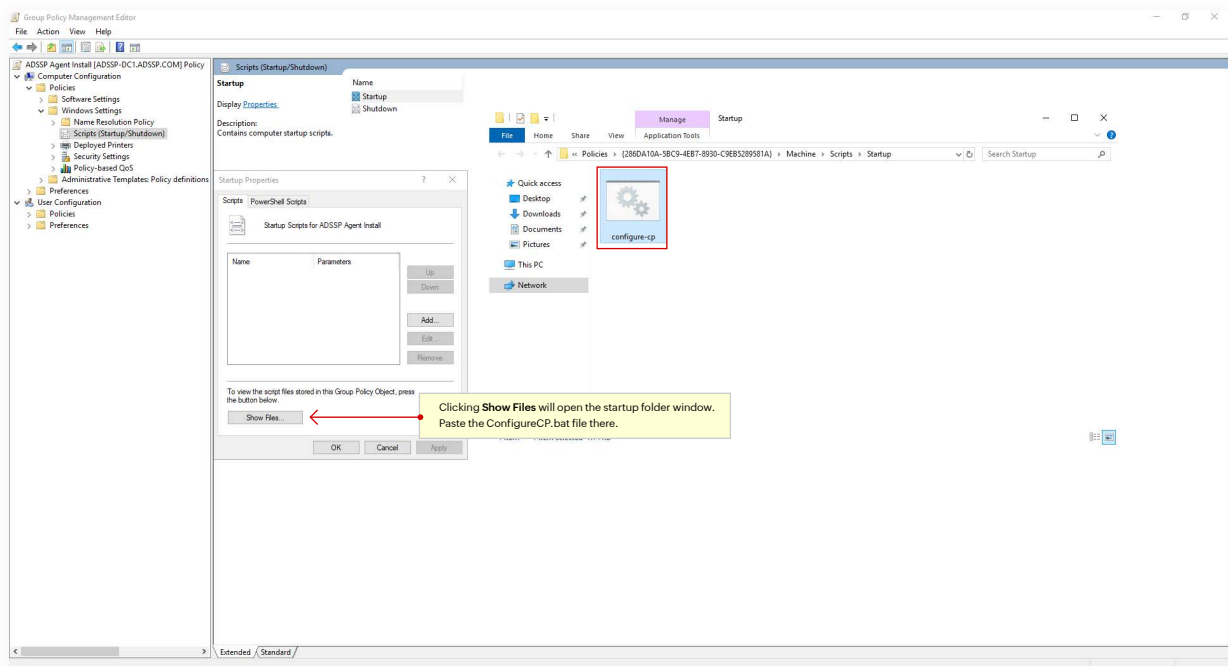 Group Policy Management Editor
File Action View Help
ADSSP Agent Install [ADSSP-DC1.ADSSP.COM] Policy
Computer Configuration
Policies
Software Settings
Windows Settings
Name Resolution Policy
Scripts (Startup/Shutdown)
Deployed Printers
Security Settings
Policy-based QoS
Administrative Templates: Policy definitions
Preferences
User Configuration
Policies
Preferences
Scripts (Startup/Shutdown)
Startup
Display Properties
Description:
Contains computer startup scripts.
Name
Startup
Shutdown
Startup Properties
Scripts PowerShell Scripts
Startup Scripts for ADSSP Agent Install
Name Parameters
Up
Down
Add...
Edit...
Remove
To view the script files stored in this Group Policy Object, press
the button below.
Show Files...
OK Cancel Apply
Manage Startup
File Home Share View Application Tools
« Policies › {286DA10A-5BC9-4EB7-8930-C9EB5289581A} › Machine › Scripts › Startup
Search Startup
Quick access
Desktop
Downloads
Documents
Pictures
This PC
Network
configure-cp
Clicking Show Files will open the startup folder window.
Paste the ConfigureCP.bat file there.
Extended Standard